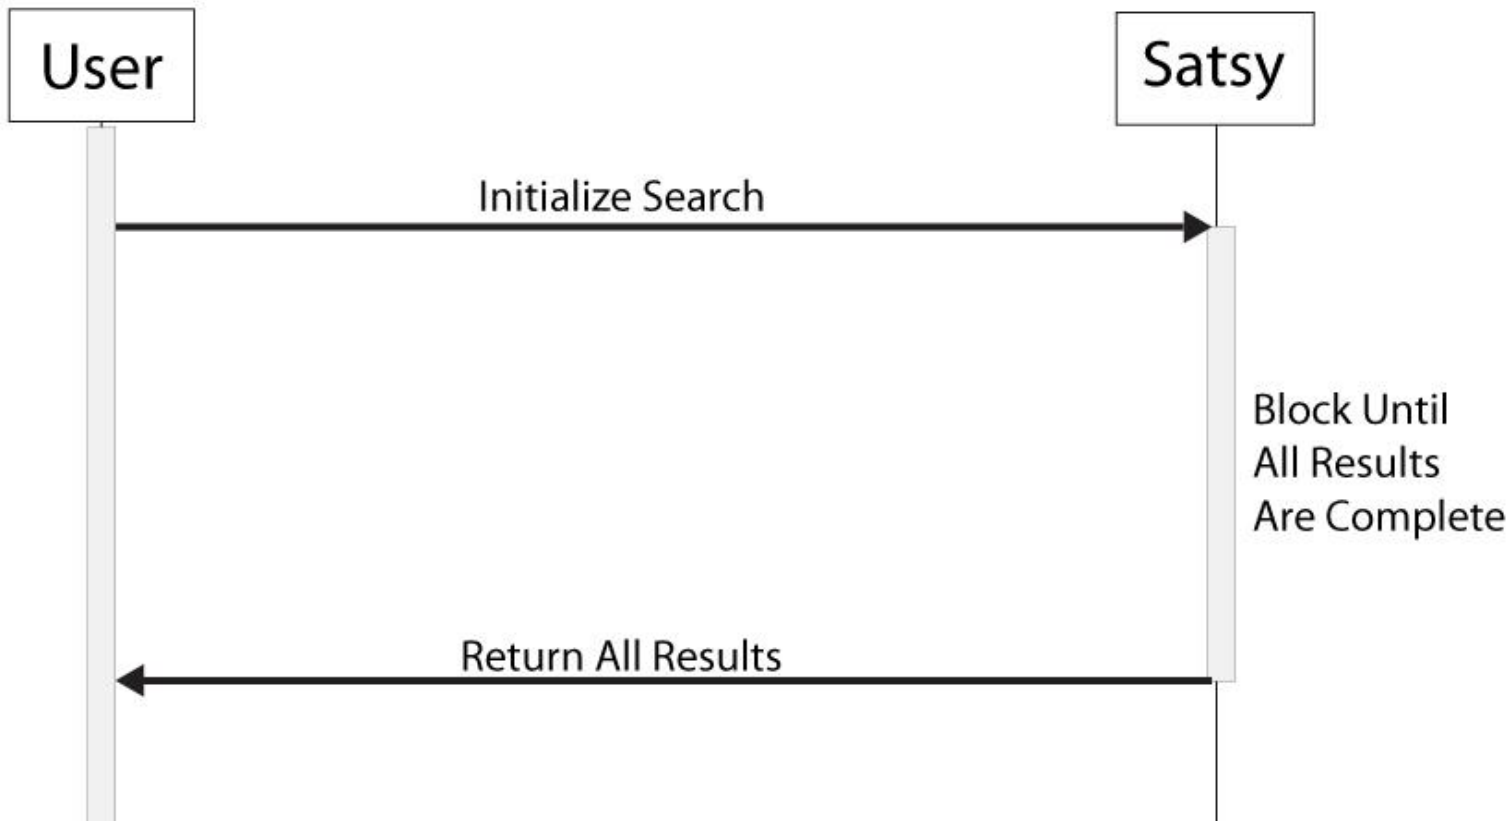 User
Satsy
Initialize Search
Block Until
All Results
Are Complete
Return All Results